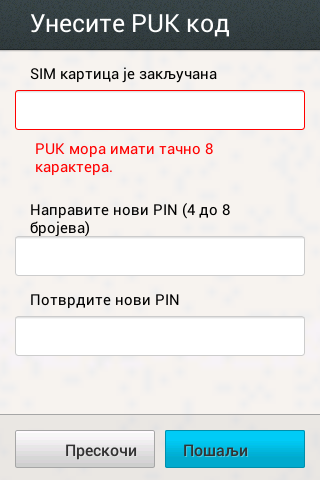 Унесите PUK код
SIM картица је закључана
PUK мора имати тачно 8
карактера.
Направите нови PIN (4 до 8
бројева)
Потврдите нови PIN
Прескочи
Пошаљи